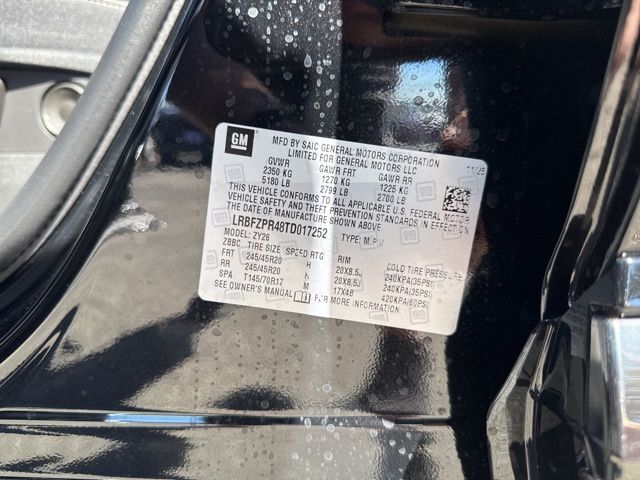 GM
MFD BY SAIC GENERAL MOTORS CORPORATION
LIMITED FOR GENERAL MOTORS LLC
11/25
GVWR GAWR FRT GAWR RR
2350 KG 1270 KG 1225 KG
5180 LB 2799 LB 2700 LB
THIS VEHICLE CONFORMS TO ALL APPLICABLE U.S. FEDERAL MOTOR
VEHICLE SAFETY AND THEFT PREVENTION STANDARDS IN EFFECT ON
THE DATE OF MANUFACTURE SHOWN ABOVE
LRBFZPR48TD017252 TYPE: M.P.V
MODEL: ZY26
ZBBC TIRE SIZE SPEED RTG RIM COLD TIRE PRESSURE
FRT 245/45R20 H 20X8.5J 240KPA(35PSI)
RR 245/45R20 H 20X8.5J 240KPA(35PSI)
SPA T145/70R17 M 17X4B 420KPA(60PSI)
SEE OWNER'S MANUAL FOR MORE INFORMATION